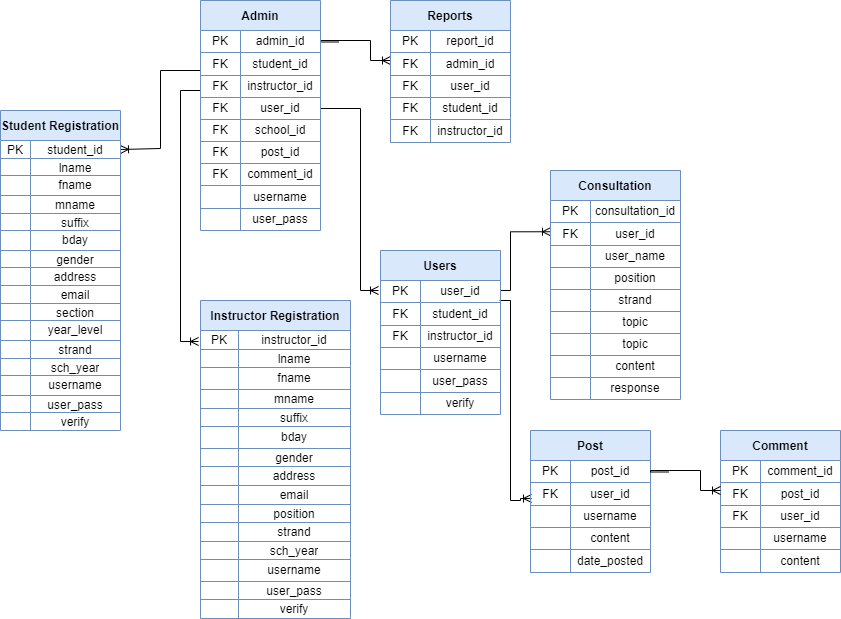 Admin
PK admin_id
FK student_id
FK instructor_id
FK user_id
FK school_id
FK post_id
FK comment_id
username
user_pass
Reports
PK report_id
FK admin_id
FK user_id
FK student_id
FK instructor_id
Student Registration
PK student_id
lname
fname
mname
suffix
bday
gender
address
email
section
year_level
strand
sch_year
username
user_pass
verify
Consultation
PK consultation_id
FK user_id
user_name
position
strand
topic
topic
content
response
Users
PK user_id
FK student_id
FK instructor_id
username
user_pass
verify
Instructor Registration
PK instructor_id
lname
fname
mname
suffix
bday
gender
address
email
position
strand
sch_year
username
user_pass
verify
Post
PK post_id
FK user_id
username
content
date_posted
Comment
PK comment_id
FK post_id
FK user_id
username
content